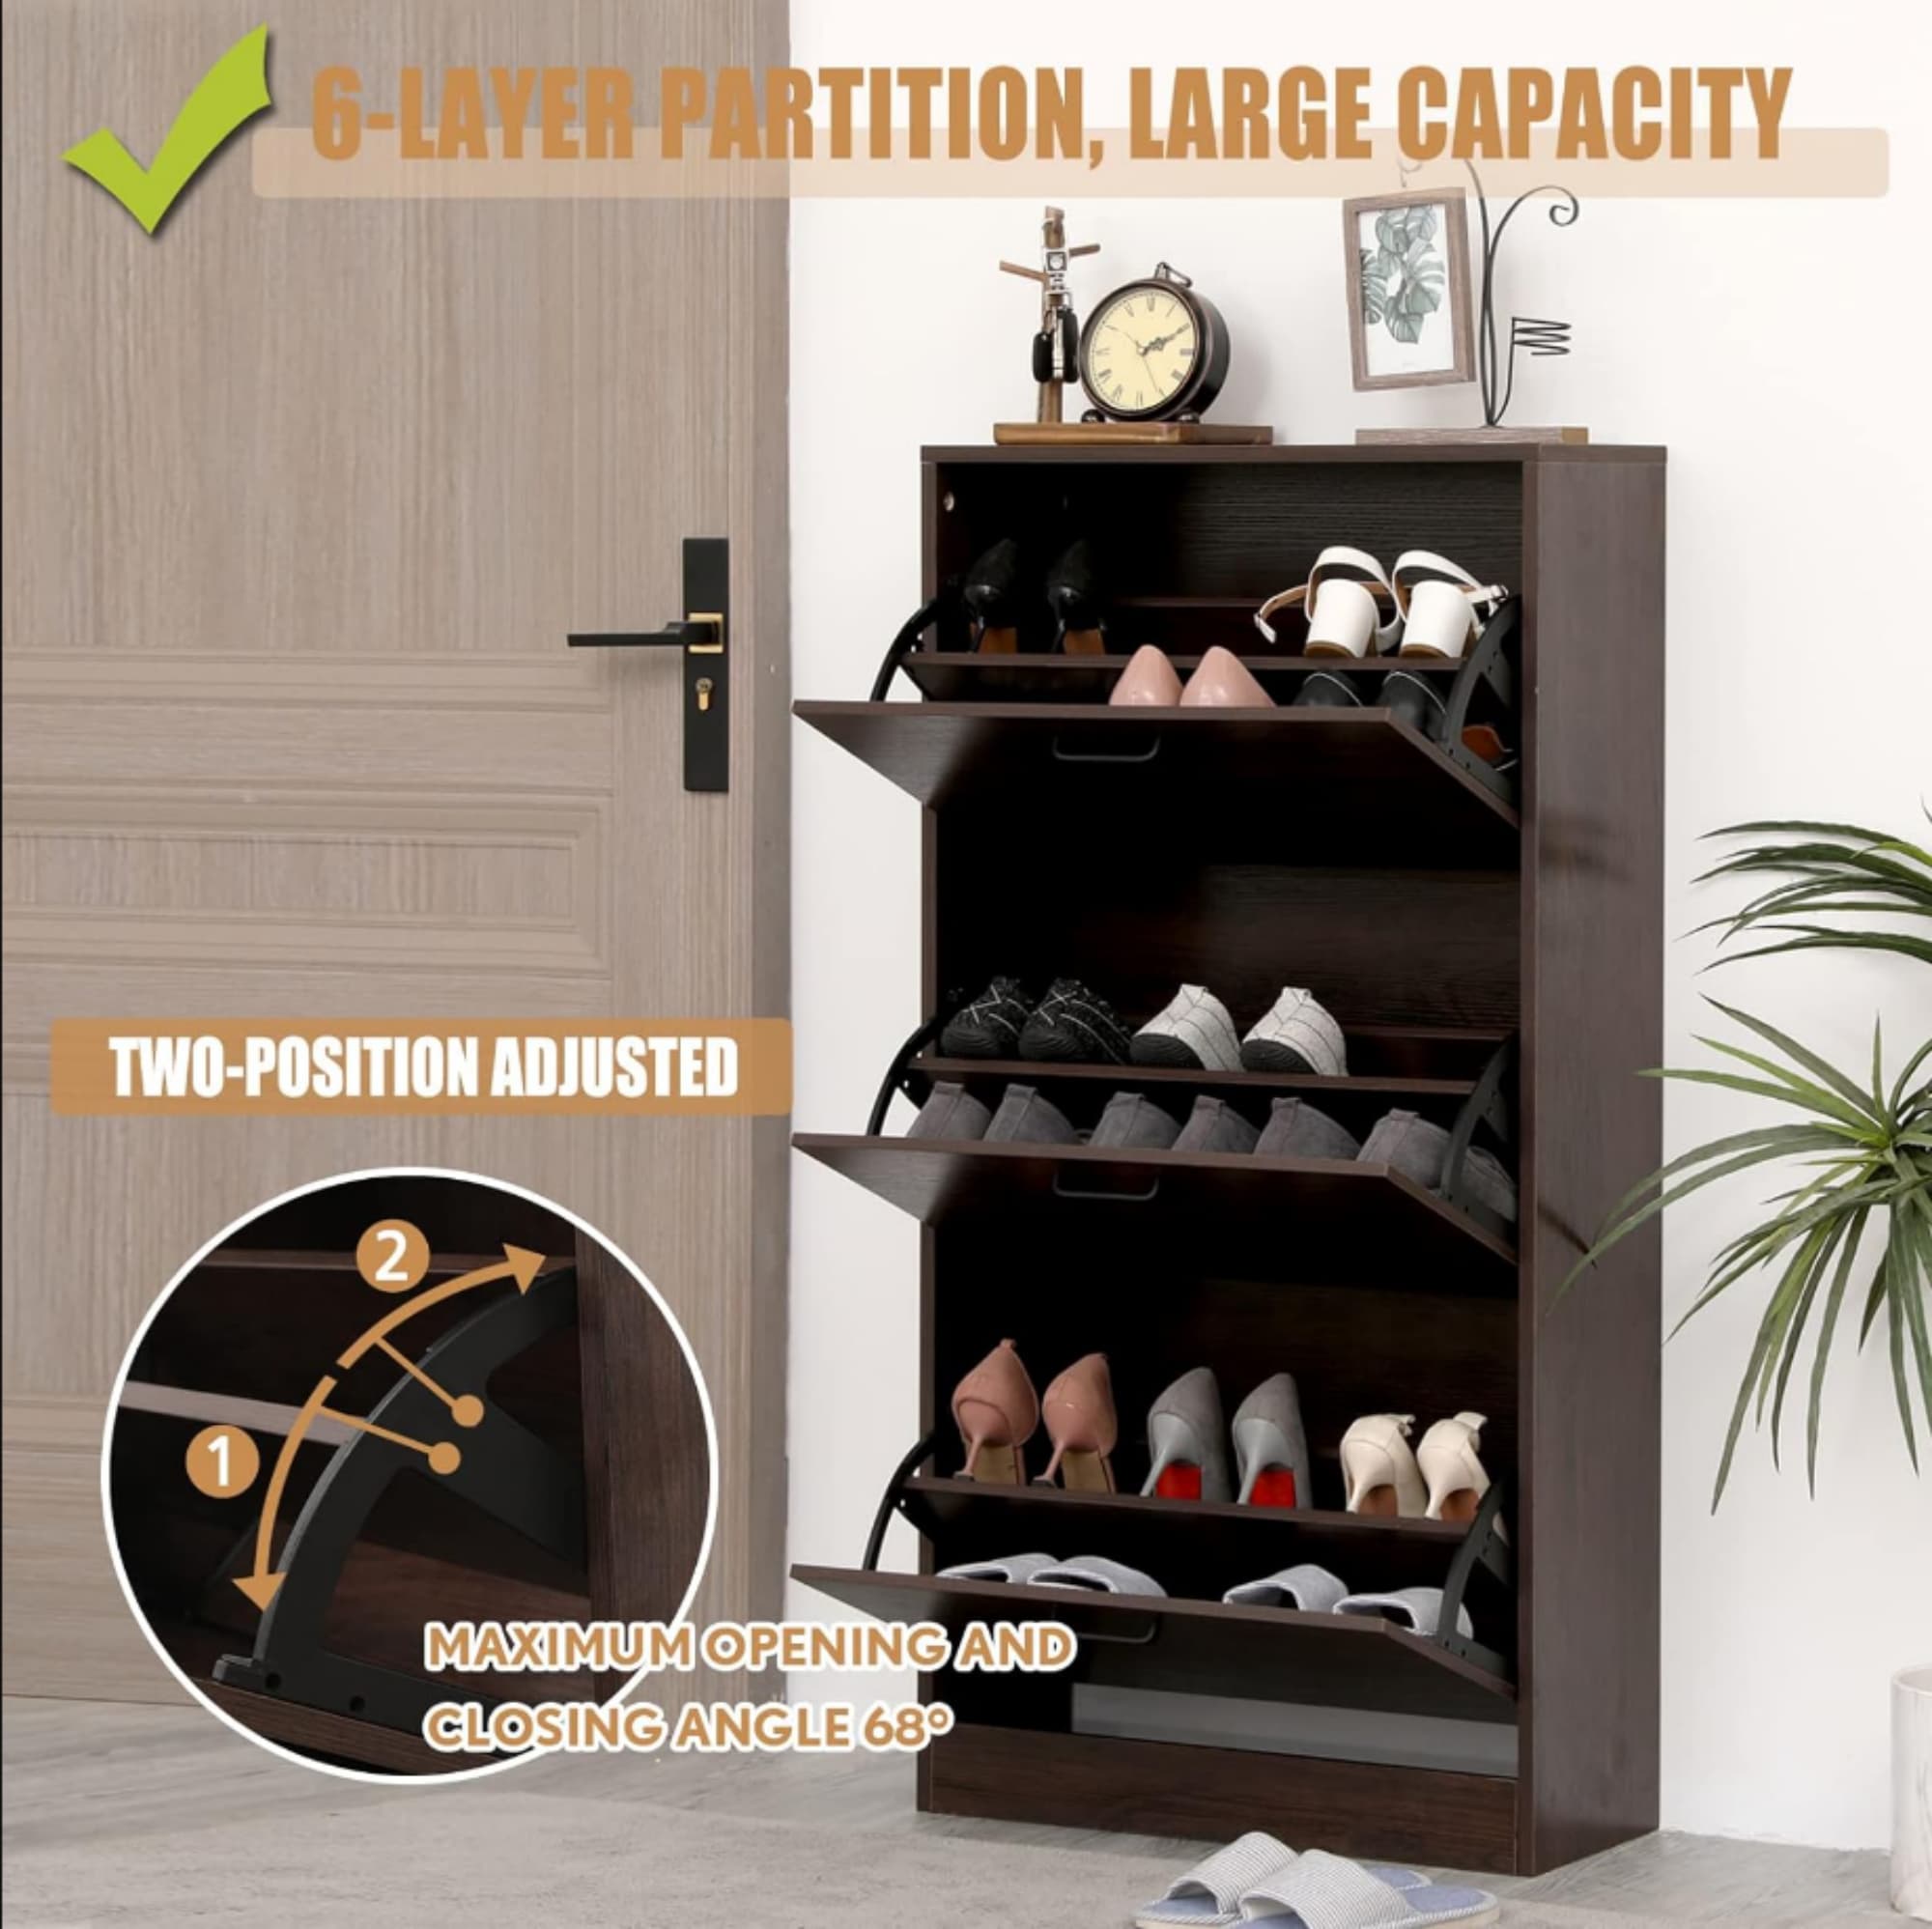 6-LAYER PARTITION, LARGE CAPACITY
TWO-POSITION ADJUSTED
2
1
MAXIMUM OPENING AND
CLOSING ANGLE 68°